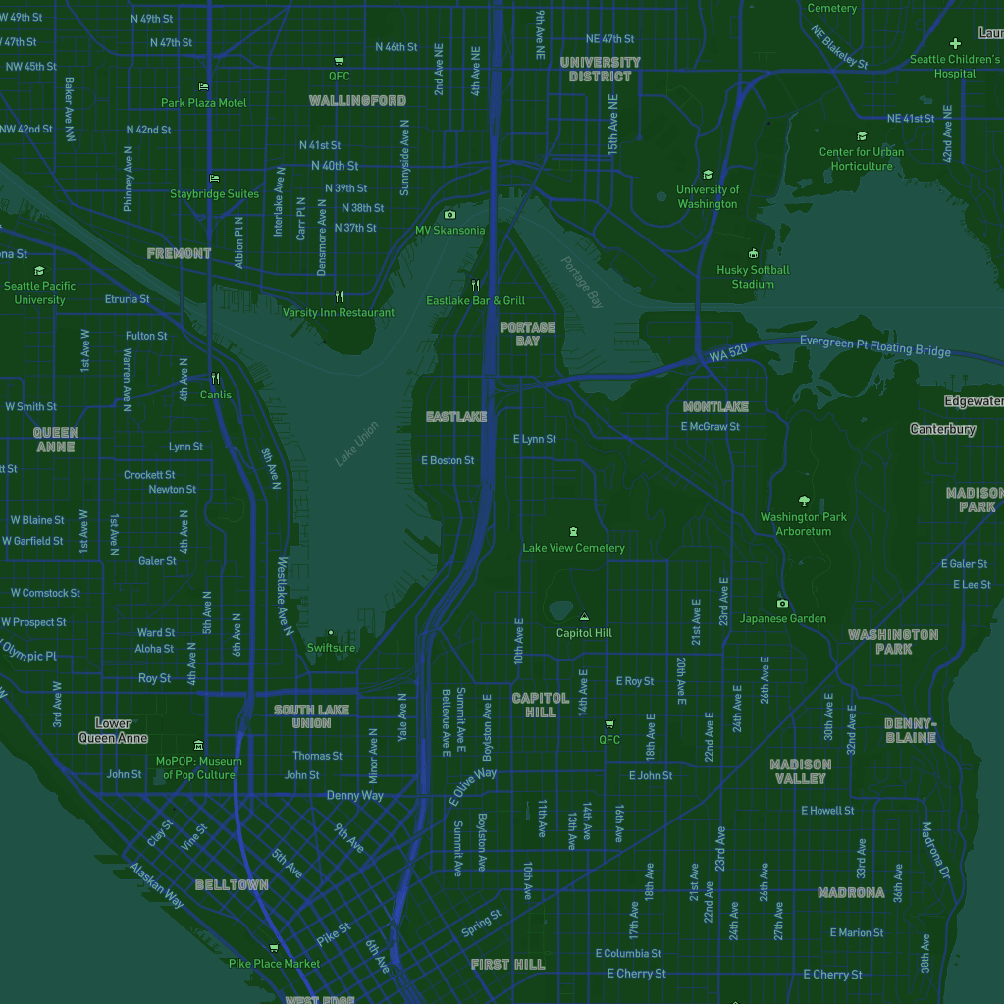 W 49th St
N 49th St
9th Ave NE
Cemetery
W 47th St
N 47th St
N 46th St
2nd Ave NE
4th Ave NE
NE 47th St
NE Blakeley St
NW 45th St
QFC
UNIVERSITY
DISTRICT
Seattle Children's
Hospital
Baker Ave NW
Park Plaza Motel
WALLINGFORD
15th Ave NE
NE 41st St
42nd Ave NE
NW 42nd St
N 42nd St
N 41st St
Sunnyside Ave N
Center for Urban
Horticulture
Phinney Ave N
N 40th St
Staybridge Suites
Interlake Ave N
N 39th St
University of
Washington
Carr Pl N
Densmore Ave N
N 38th St
Albion Pl N
N 37th St
MV Skansonia
FREMONT
Portage Bay
Husky Softball
Stadium
Seattle Pacific
University
Etruria St
Varsity Inn Restaurant
Eastlake Bar & Grill
PORTAGE
BAY
1st Ave W
Fulton St
Warren Ave N
4th Ave N
WA 520
Evergreen Pt Floating Bridge
Canlis
W Smith St
EASTLAKE
MONTLAKE
E McGraw St
Canterbury
QUEEN
ANNE
Lynn St
Lake Union
E Lynn St
8th Ave N
E Boston St
Crockett St
Newton St
MADISON
PARK
W Blaine St
1st Ave W
1st Ave N
4th Ave N
W Garfield St
Washington Park
Arboretum
Galer St
Lake View Cemetery
E Galer St
E Lee St
W Comstock St
Westlake Ave N
5th Ave N
6th Ave N
23rd Ave E
21st Ave E
Japanese Garden
W Prospect St
Ward St
Aloha St
4th Ave N
Swiftsure
10th Ave E
Capitol Hill
WASHINGTON
PARK
Olympic Pl
Roy St
3rd Ave W
E Roy St
20th Ave E
26th Ave E
14th Ave E
Yale Ave N
Bellevue Ave E
Summit Ave E
Boylston Ave E
CAPITOL
HILL
SOUTH LAKE
UNION
Lower
Queen Anne
QFC
18th Ave E
22nd Ave E
24th Ave E
30th Ave E
32nd Ave E
DENNY-
BLAINE
MoPOP: Museum
of Pop Culture
Thomas St
Minor Ave N
John St
John St
E John St
MADISON
VALLEY
Denny Way
E Olive Way
E Howell St
Clay St
Vine St
9th Ave
Summit Ave
Boylston Ave
11th Ave
13th Ave
14th Ave
16th Ave
23rd Ave
33rd Ave
Madrona Dr
Alaskan Way
5th Ave
BELLTOWN
10th Ave
18th Ave
21st Ave
22nd Ave
26th Ave
36th Ave
MADRONA
Pike St
6th Ave
Spring St
17th Ave
24th Ave
27th Ave
E Marion St
38th Ave
Pike Place Market
FIRST HILL
E Columbia St
E Cherry St
E Cherry St
WEST EDGE